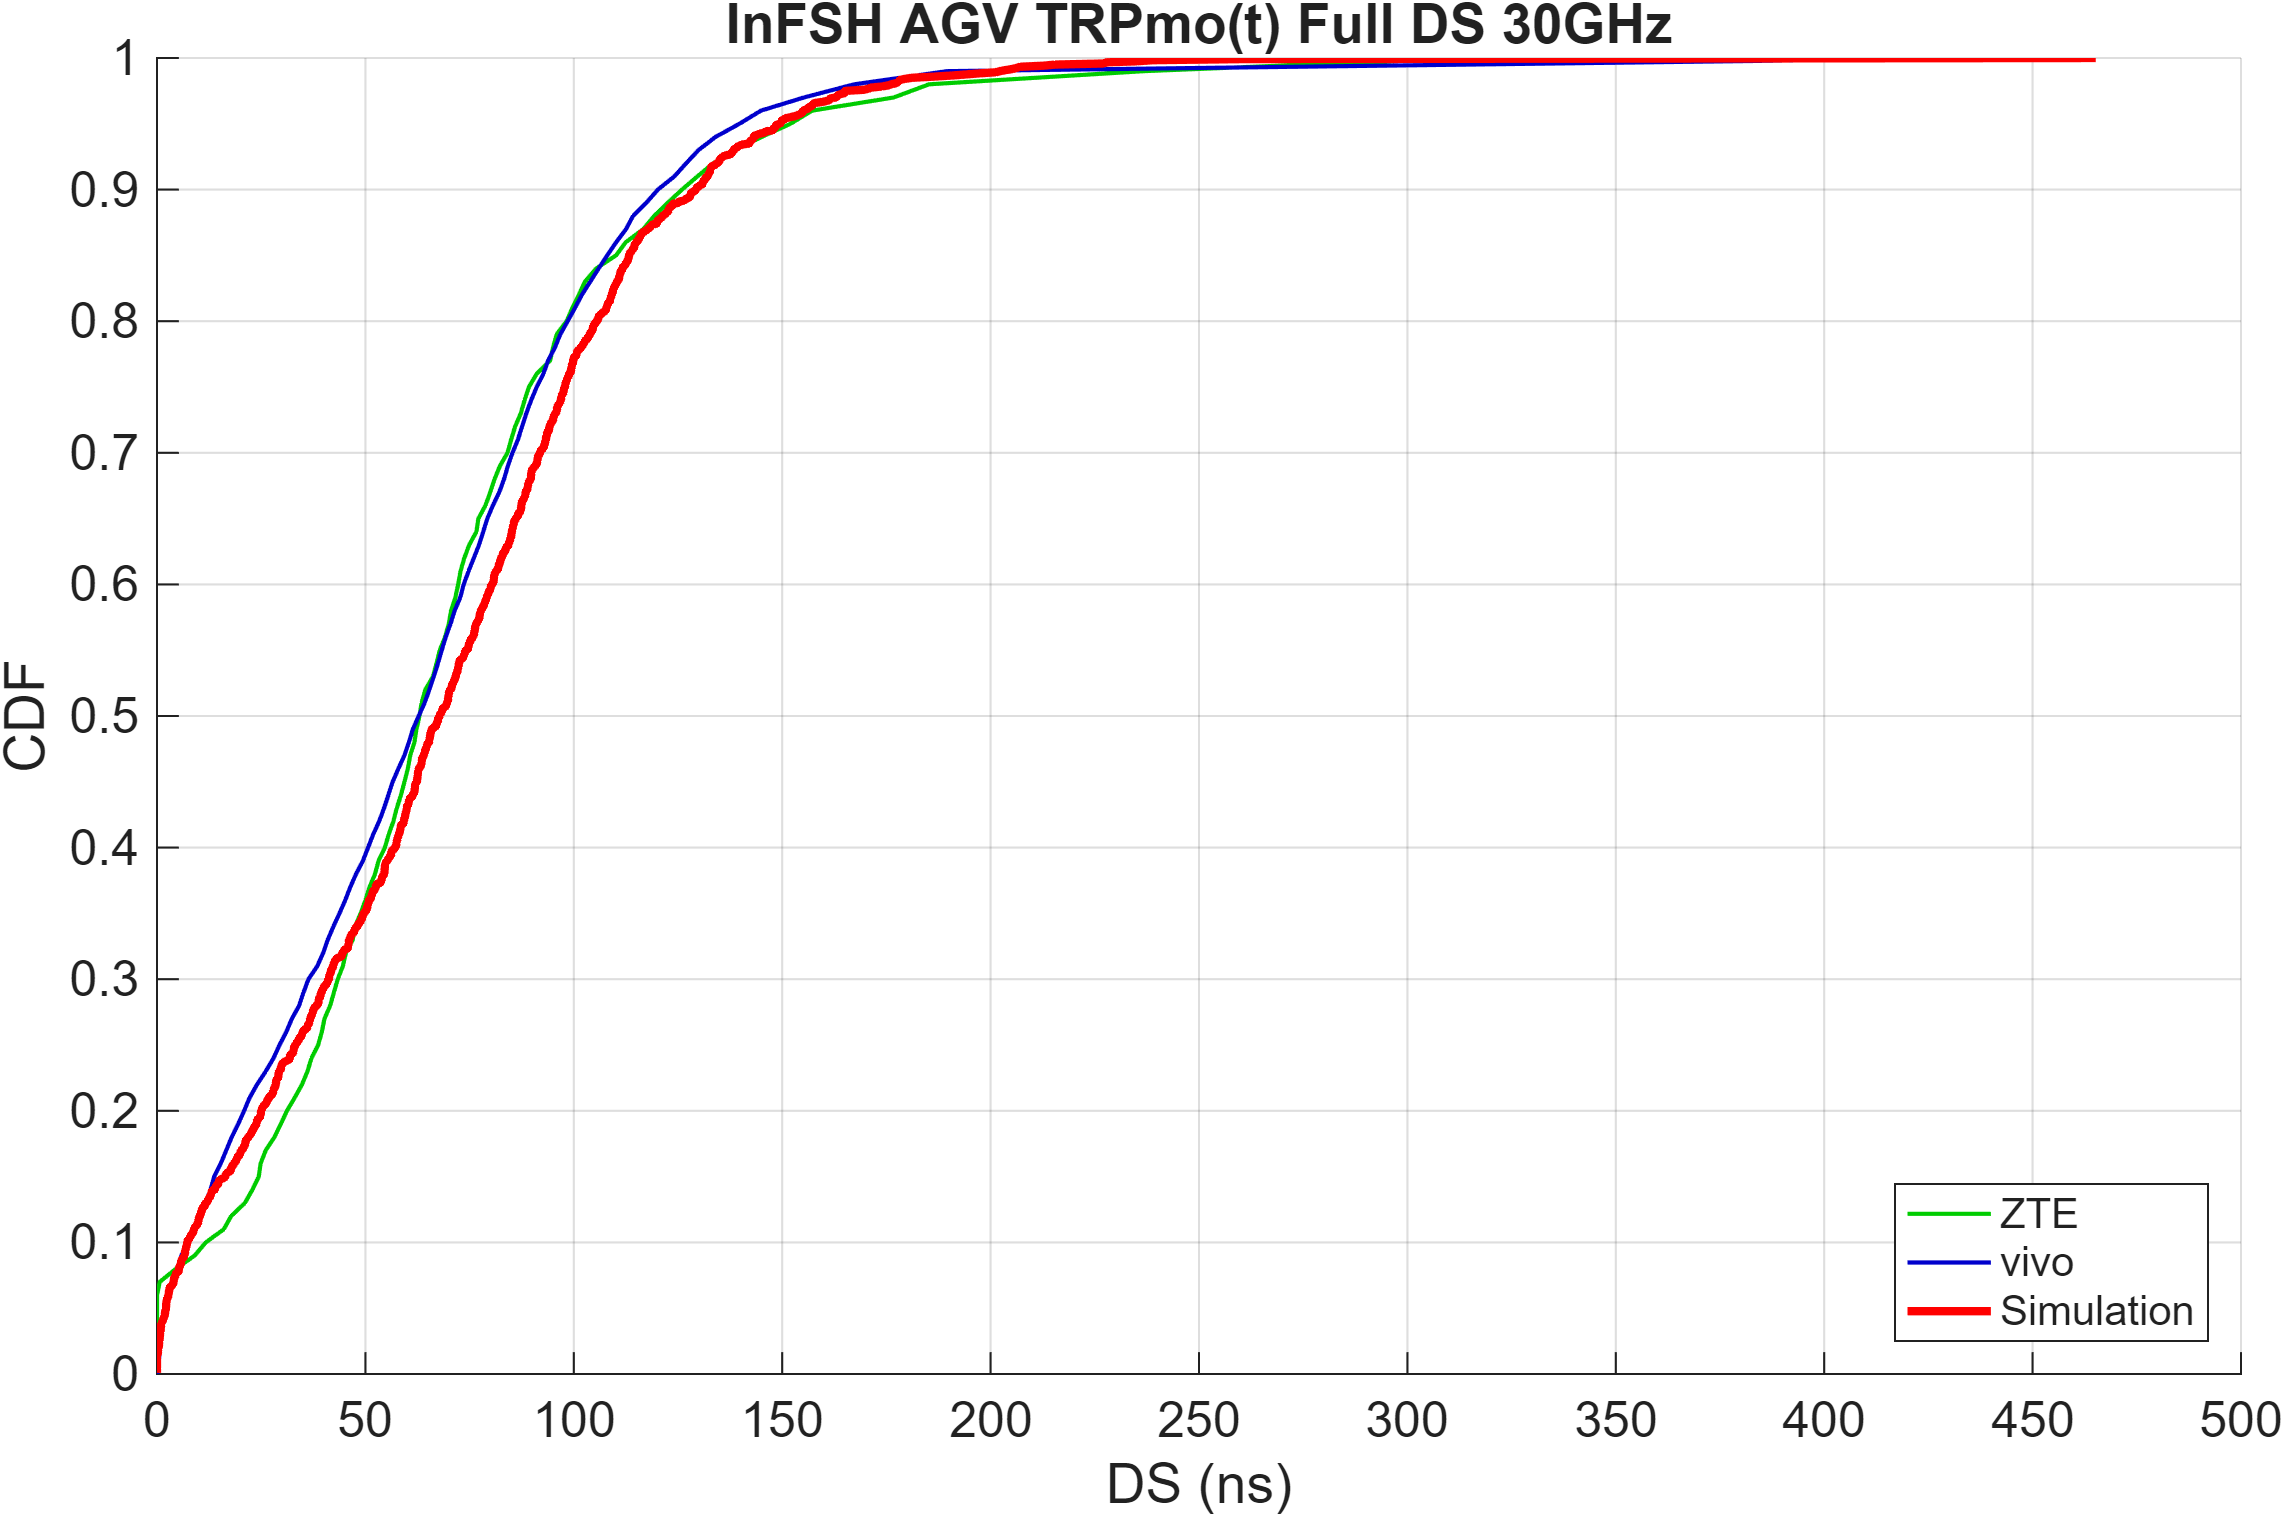 InFSH AGV TRPmo(t) Full DS 30GHz
1
0.9
0.8
0.7
0.6
0.5
0.4
0.3
0.2
0.1
0
CDF
0 50 100 150 200 250 300 350 400 450 500
DS (ns)
ZTE
vivo
Simulation